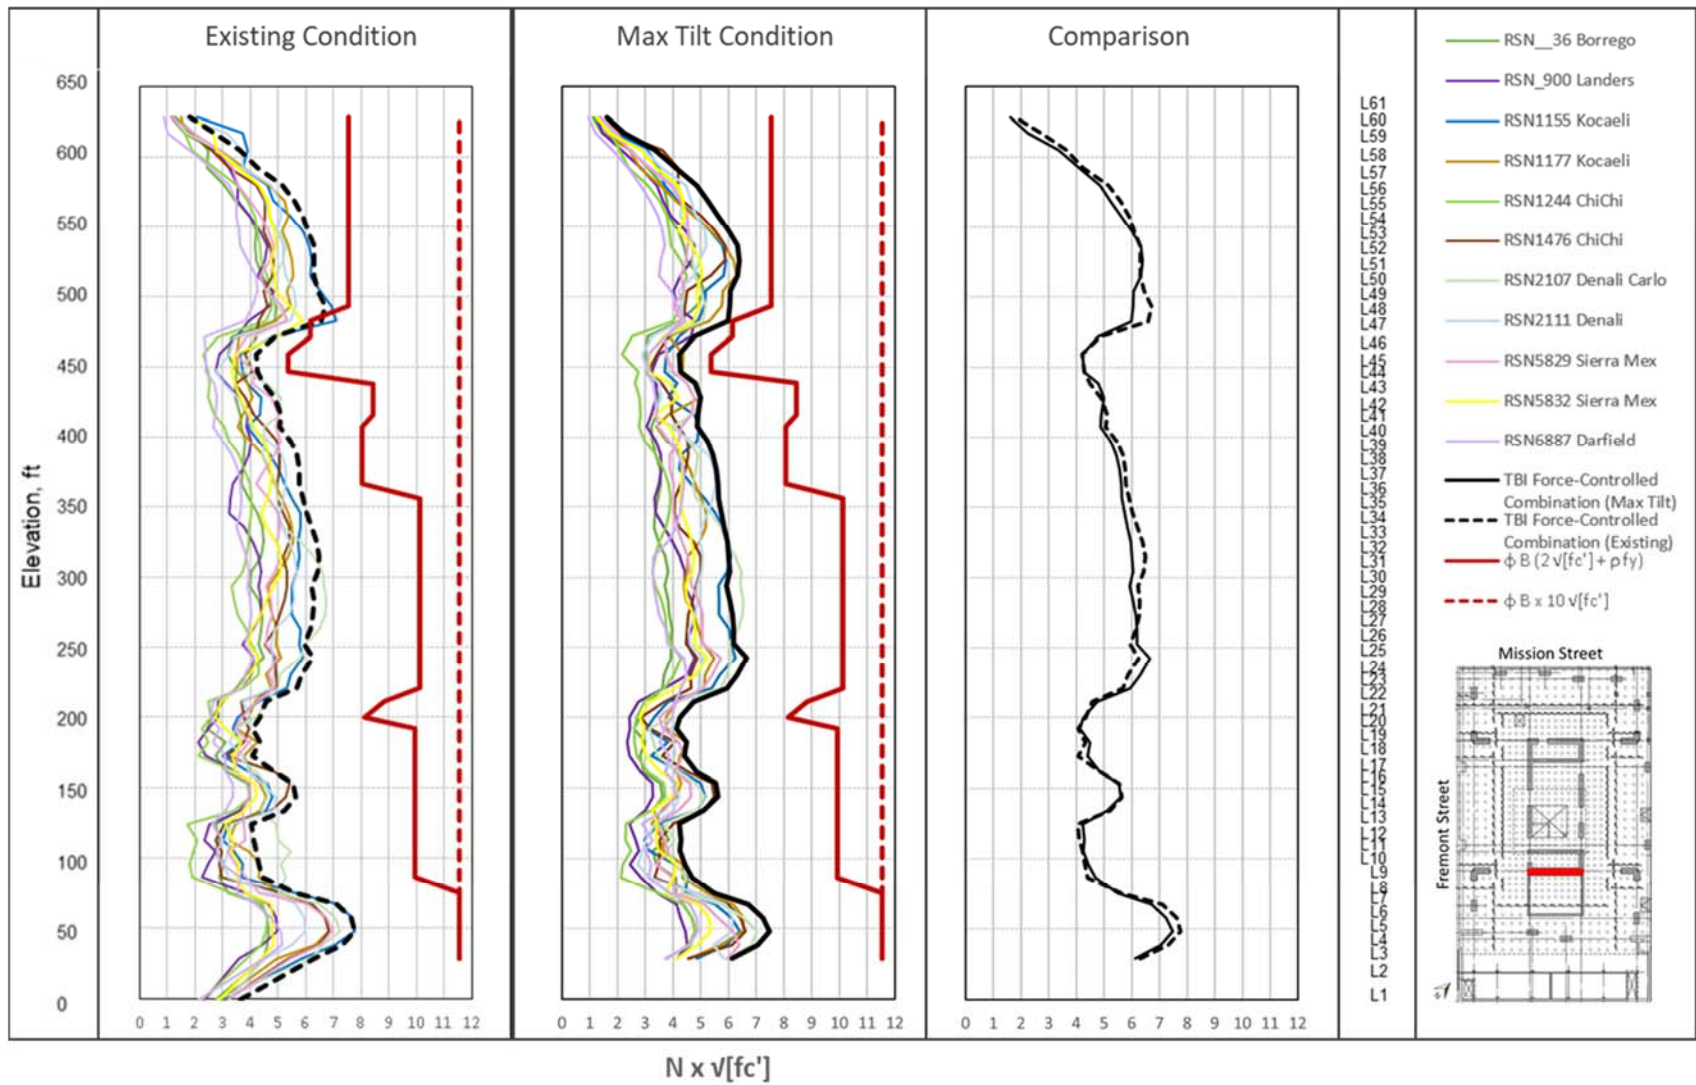 Existing Condition
Max Tilt Condition
Comparison
Elevation, ft
650
600
550
500
450
400
350
300
250
200
150
100
50
0
0 1 2 3 4 5 6 7 8 9 10 11 12
0 1 2 3 4 5 6 7 8 9 10 11 12
0 1 2 3 4 5 6 7 8 9 10 11 12
N x √[fc']
L61
L60
L59
L58
L57
L56
L55
L54
L53
L52
L51
L50
L49
L48
L47
L46
L45
L44
L43
L42
L41
L40
L39
L38
L37
L36
L35
L34
L33
L32
L31
L30
L29
L28
L27
L26
L25
L24
L23
L22
L21
L20
L19
L18
L17
L16
L15
L14
L13
L12
L11
L10
L9
L8
L7
L6
L5
L4
L3
L2
L1
RSN__36 Borrego
RSN_900 Landers
RSN1155 Kocaeli
RSN1177 Kocaeli
RSN1244 ChiChi
RSN1476 ChiChi
RSN2107 Denali Carlo
RSN2111 Denali
RSN5829 Sierra Mex
RSN5832 Sierra Mex
RSN6887 Darfield
TBI Force-Controlled
Combination (Max Tilt)
TBI Force-Controlled
Combination (Existing)
ϕ B (2 √[fc'] + ρ fy)
ϕ B x 10 √[fc']
Mission Street
Fremont Street